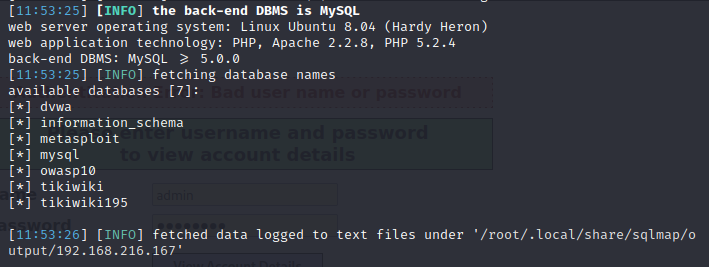 [11:53:25] [INFO] the back-end DBMS is MySQL
web server operating system: Linux Ubuntu 8.04 (Hardy Heron)
web application technology: PHP, Apache 2.2.8, PHP 5.2.4
back-end DBMS: MySQL ⩾ 5.0.0
[11:53:25] [INFO] fetching database names
available databases [7]:
Bad user name or password
[*] dvwa
[*] information_schema
[*] metasploit
enter username and password
[*] mysql
to view account details
[*] owasp10
[*] tikiwiki
admin
[*] tikiwiki195
[11:53:26] [INFO] fetched data logged to text files under '/root/.local/share/sqlmap/o
utput/192.168.216.167'
View Account Details